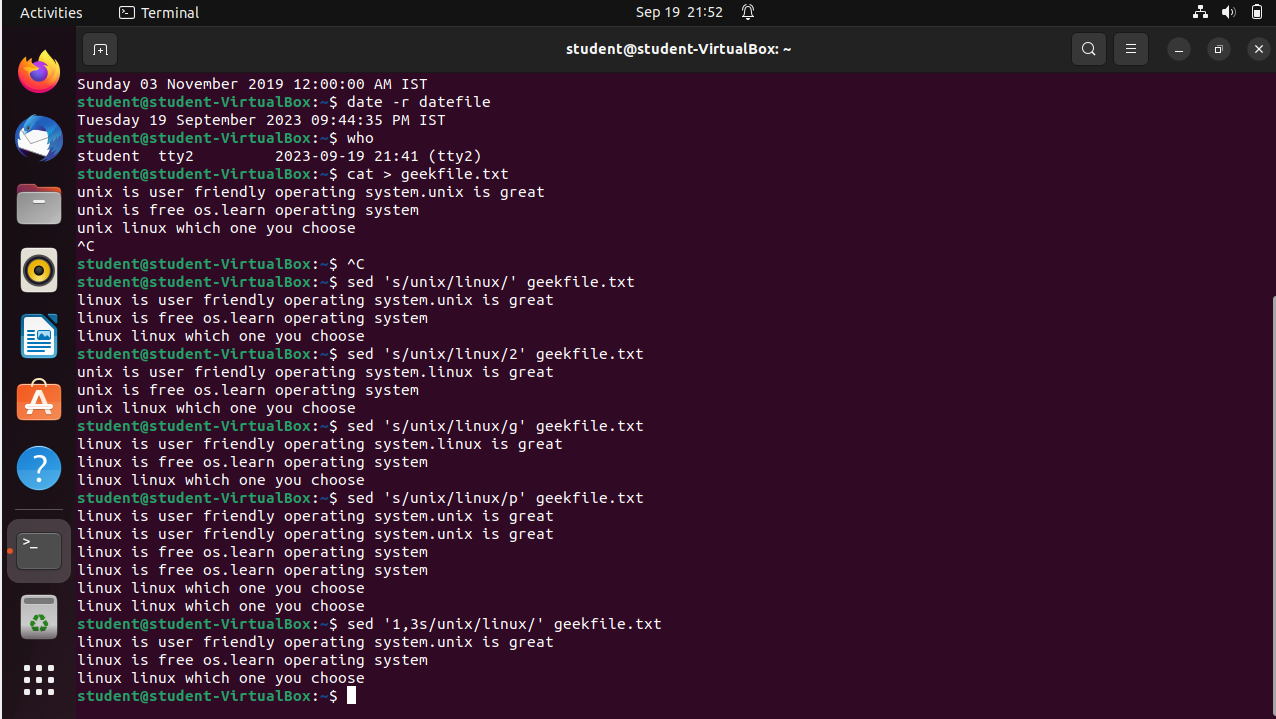 Activities Terminal Sep 19 21:52
student@student-VirtualBox: ~
Sunday 03 November 2019 12:00:00 AM IST
student@student-VirtualBox:~$ date -r datefile
Tuesday 19 September 2023 09:44:35 PM IST
student@student-VirtualBox:~$ who
student  tty2         2023-09-19 21:41 (tty2)
student@student-VirtualBox:~$ cat > geekfile.txt
unix is user friendly operating system.unix is great
unix is free os.learn operating system
unix linux which one you choose
^C
student@student-VirtualBox:~$ ^C
student@student-VirtualBox:~$ sed 's/unix/linux/' geekfile.txt
linux is user friendly operating system.unix is great
linux is free os.learn operating system
linux linux which one you choose
student@student-VirtualBox:~$ sed 's/unix/linux/2' geekfile.txt
unix is user friendly operating system.linux is great
unix is free os.learn operating system
unix linux which one you choose
student@student-VirtualBox:~$ sed 's/unix/linux/g' geekfile.txt
linux is user friendly operating system.linux is great
linux is free os.learn operating system
linux linux which one you choose
student@student-VirtualBox:~$ sed 's/unix/linux/p' geekfile.txt
linux is user friendly operating system.unix is great
linux is user friendly operating system.unix is great
linux is free os.learn operating system
linux is free os.learn operating system
linux linux which one you choose
linux linux which one you choose
student@student-VirtualBox:~$ sed '1,3s/unix/linux/' geekfile.txt
linux is user friendly operating system.unix is great
linux is free os.learn operating system
linux linux which one you choose
student@student-VirtualBox:~$